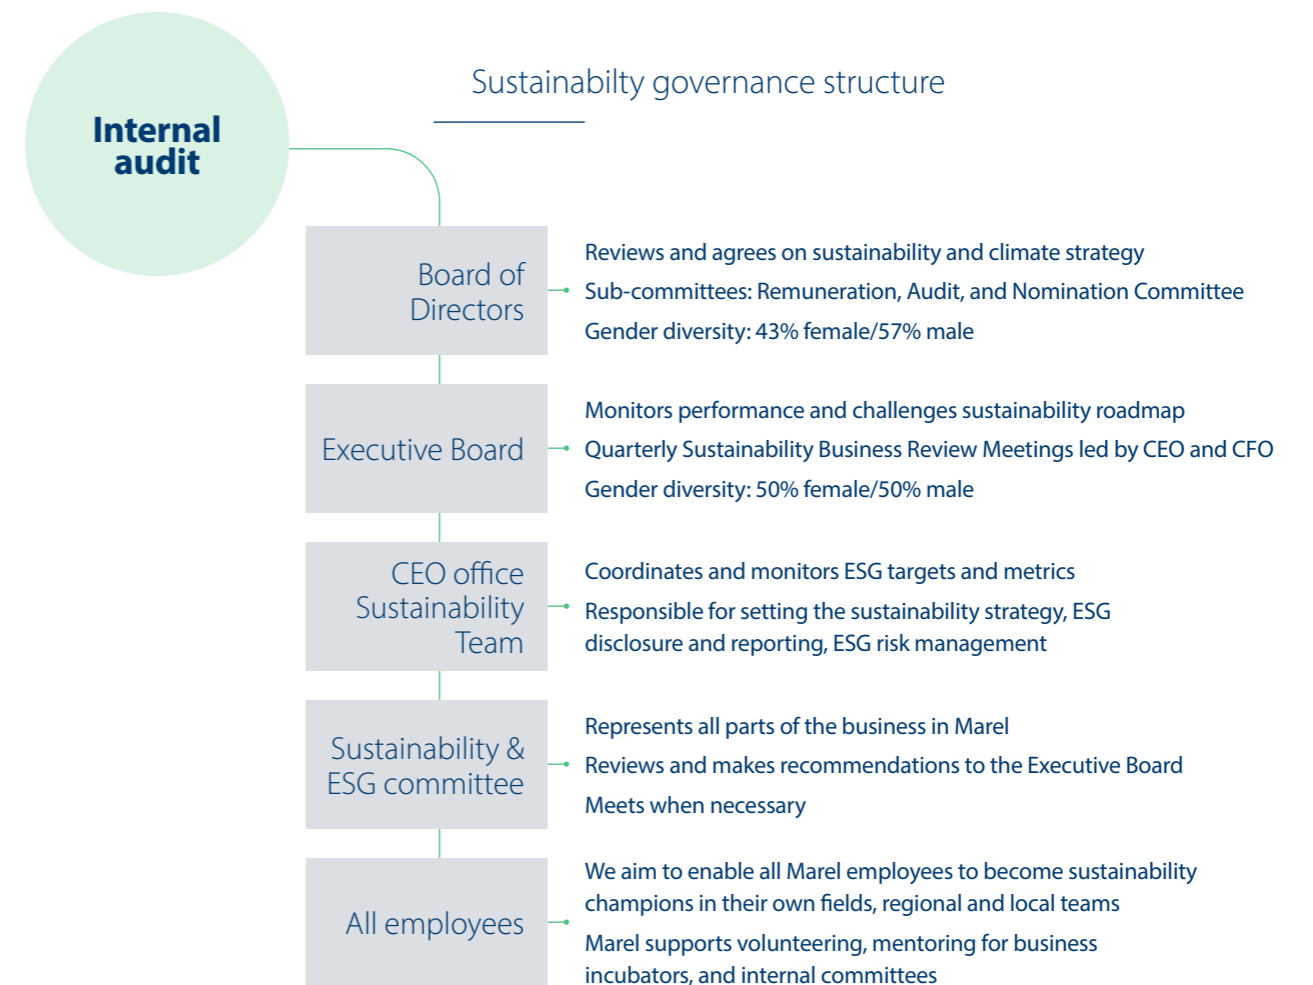 Internal
audit
Sustainabilty governance structure
Board of
Directors
Reviews and agrees on sustainability and climate strategy
Sub-committees: Remuneration, Audit, and Nomination Committee
Gender diversity: 43% female/57% male
Executive Board
Monitors performance and challenges sustainability roadmap
Quarterly Sustainability Business Review Meetings led by CEO and CFO
Gender diversity: 50% female/50% male
CEO office
Sustainability
Team
Coordinates and monitors ESG targets and metrics
Responsible for setting the sustainability strategy, ESG
disclosure and reporting, ESG risk management
Sustainability &
ESG committee
Represents all parts of the business in Marel
Reviews and makes recommendations to the Executive Board
Meets when necessary
All employees
We aim to enable all Marel employees to become sustainability
champions in their own fields, regional and local teams
Marel supports volunteering, mentoring for business
incubators, and internal committees